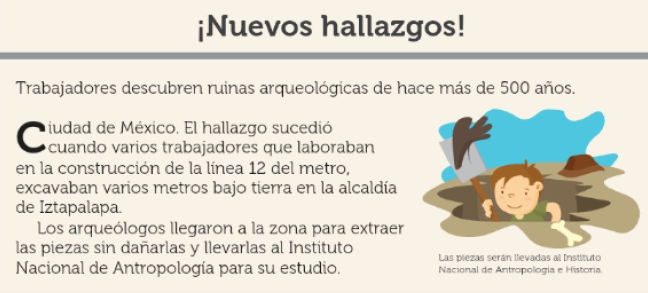 ¡Nuevos hallazgos!
Trabajadores descubren ruinas arqueológicas de hace más de 500 años.
Ciudad de México. El hallazgo sucedió
cuando varios trabajadores que laboraban
en la construcción de la línea 12 del metro,
excavaban varios metros bajo tierra en la alcaldía
de Iztapalapa.
Los arqueólogos llegaron a la zona para extraer
las piezas sin dañarlas y llevarlas al Instituto
Nacional de Antropología para su estudio.
Las piezas serán llevadas al Instituto
Nacional de Antropología e Historia.